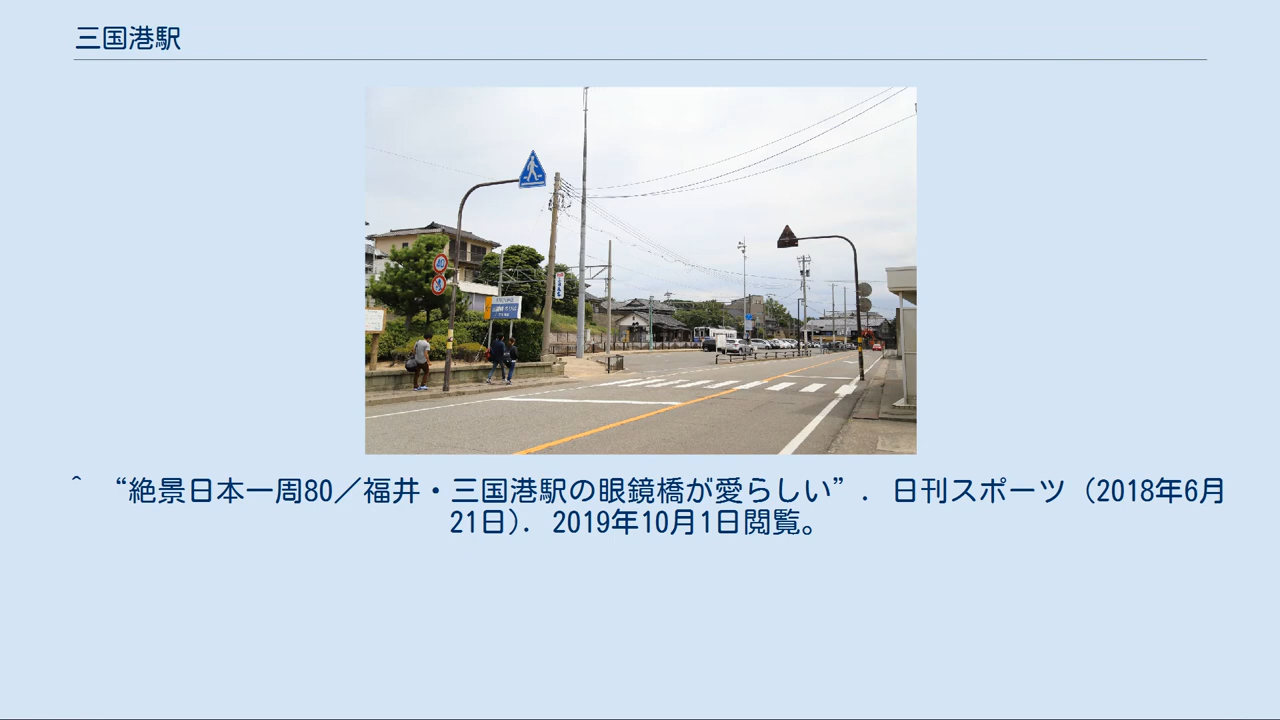 三国港駅
40
^ “絶景日本一周80／福井・三国港駅の眼鏡橋が愛らしい”. 日刊スポーツ (2018年6月
21日). 2019年10月1日閲覧。